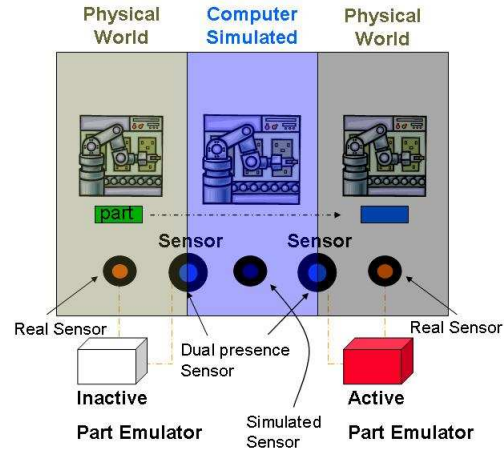 Physical World
Computer Simulated
Physical World
part
Sensor
Sensor
Real Sensor
Dual presence Sensor
Real Sensor
Inactive
Part Emulator
Simulated Sensor
Active
Part Emulator